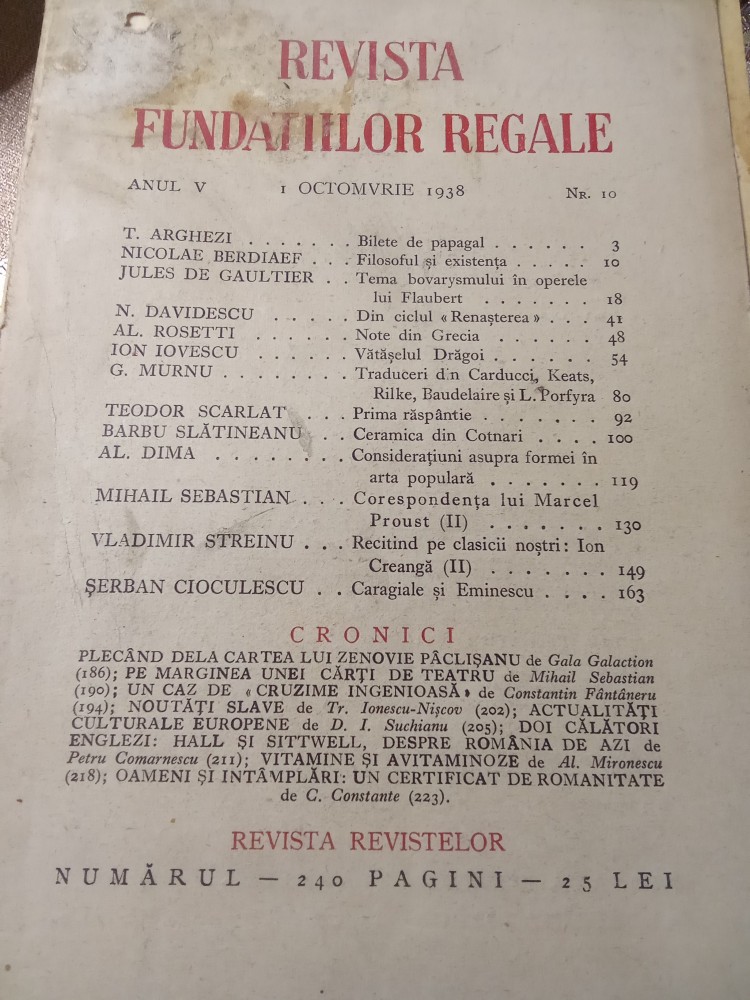 REVISTA
FUNDAȚIILOR REGALE
ANUL V 1 OCTOMVRIE 1938 NR. 10
T. ARGHEZI . . . . . . . Bilete de papagal . . . . . . 3
NICOLAE BERDIAEF . . . Filosoful și existența . . . . . 10
JULES DE GAULTIER . . Tema bovarysmului în operele
lui Flaubert . . . . . . . 18
N. DAVIDESCU . . . . . Din ciclul « Renașterea » . . . 41
AL. ROSETTI . . . . . . Note din Grecia . . . . . . 48
ION IOVESCU . . . . . . Vătășelul Drăgoi . . . . . . 54
G. MURNU . . . . . . . . Traduceri din Carducci, Keats,
Rilke, Baudelaire și L. Porfyra 80
TEODOR SCARLAT . . . Prima răspântie . . . . . . . 92
BARBU SLĂTINEANU . . Ceramica din Cotnari . . . . 100
AL. DIMA . . . . . . . . Considerațiuni asupra formei în
arta populară . . . . . . . 119
MIHAIL SEBASTIAN . . . Corespondența lui Marcel
Proust (II) . . . . . . . 130
VLADIMIR STREINU . . . Recitind pe clasicii noștri: Ion
Creangă (II) . . . . . . . 149
ȘERBAN CIOCULESCU . . Caragiale și Eminescu . . . . 163
CRONICI
PLECÂND DELA CARTEA LUI ZENOVIE PÂCLIȘANU de Gala Galaction
(186); PE MARGINEA UNEI CĂRȚI DE TEATRU de Mihail Sebastian
(190); UN CAZ DE « CRUZIME INGENIOASĂ » de Constantin Fântâneru
(194); NOUTĂȚI SLAVE de Tr. Ionescu-Nișcov (202); ACTUALITĂȚI
CULTURALE EUROPENE de D. I. Suchianu (205); DOI CĂLĂTORI
ENGLEZI: HALL ȘI SITTWELL, DESPRE ROMÂNIA DE AZI de
Petru Comarnescu (211); VITAMINE ȘI AVITAMINOZE de Al. Mironescu
(218); OAMENI ȘI INTÂMPLĂRI: UN CERTIFICAT DE ROMANITATE
de C. Constante (223).
REVISTA REVISTELOR
NUMĂRUL — 240 PAGINI — 25 LEI